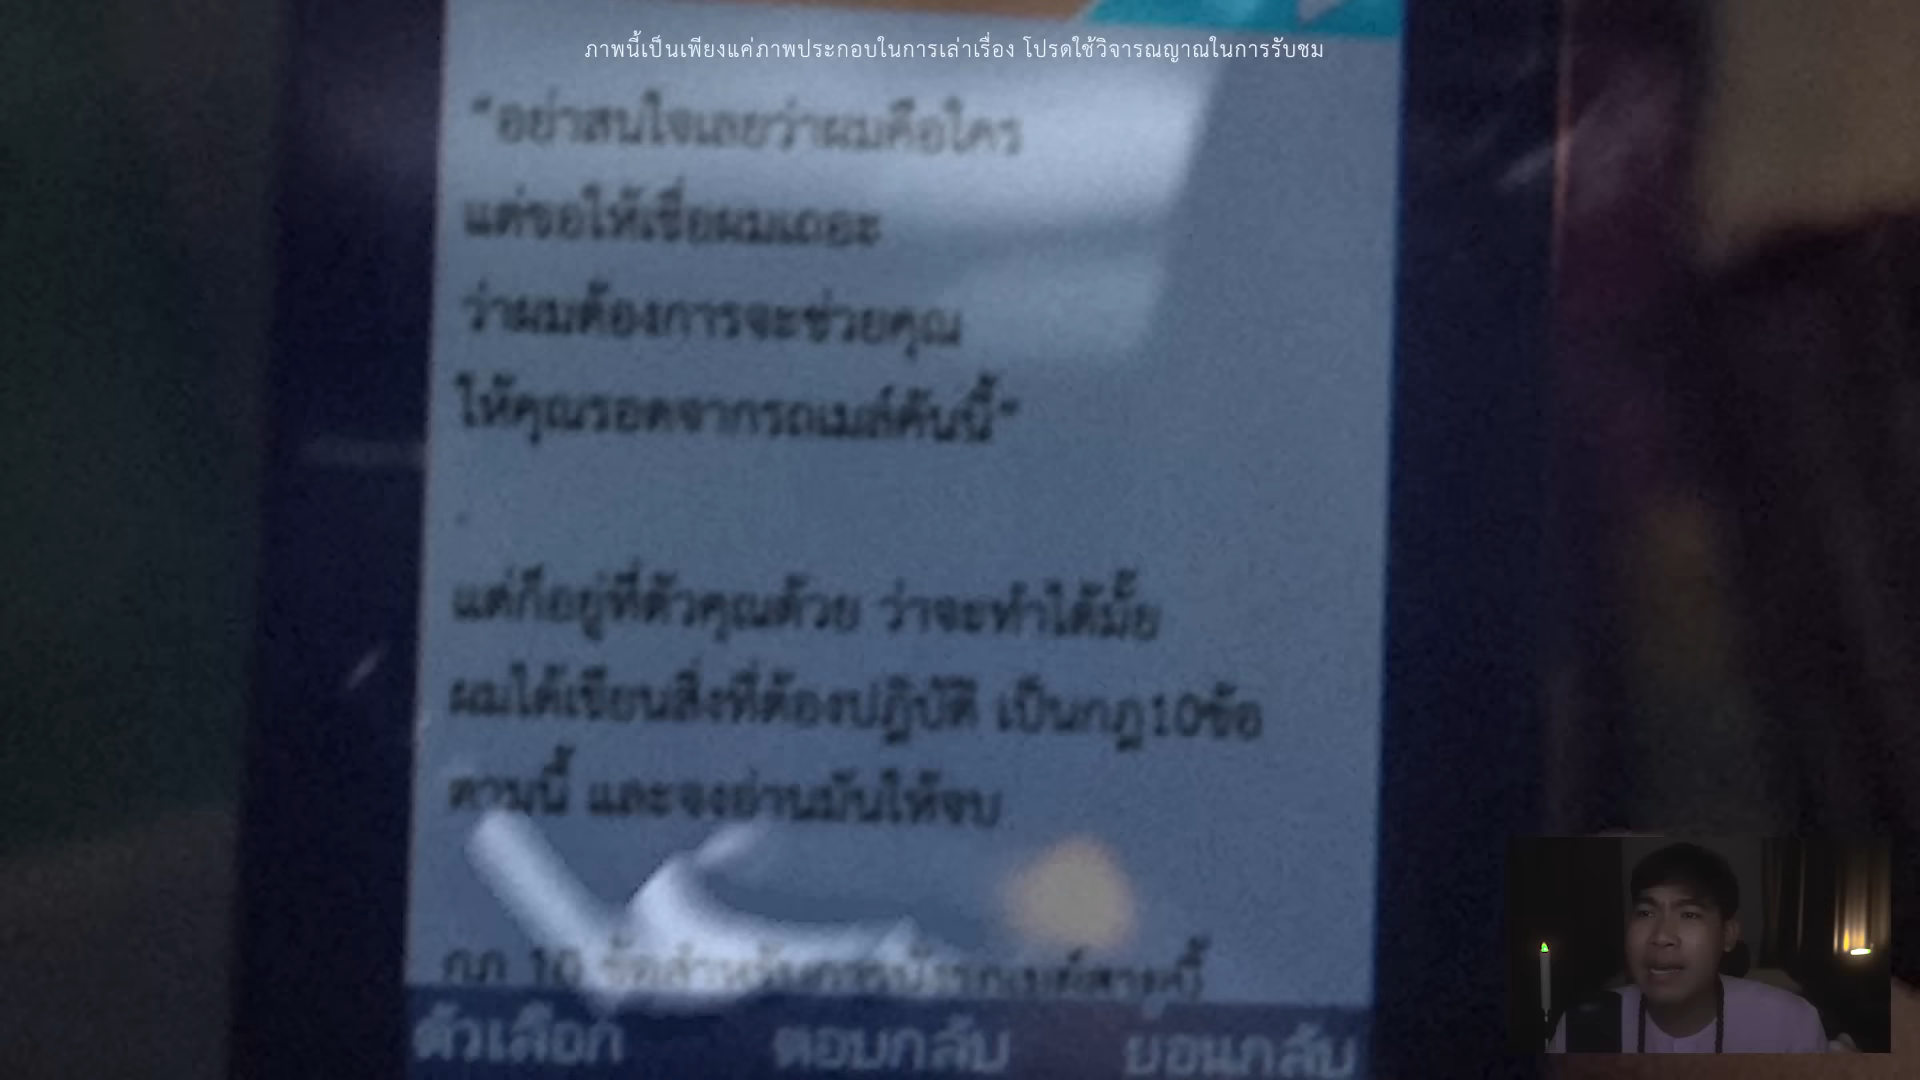 ภาพนี้เป็นเพียงแค่ภาพประกอบในการเล่าเรื่อง โปรดใช้วิจารณญาณในการรับชม
"อย่าสนใจเลยว่าผมคือใคร
แต่ขอให้เชื่อผมเถอะ
ว่าผมต้องการจะช่วยคุณ
ให้คุณรอดจากรถเมล์คันนี้"
.
แต่ก็อยู่ที่ตัวคุณด้วย ว่าจะทำได้มั้ย
ผมได้เขียนสิ่งที่ต้องปฏิบัติ เป็นกฎ10ข้อ
ตามนี้ และจงอ่านมันให้จบ
กฎ 10 ข้อ
ตัวเลือก ตอบกลับ ย้อนกลับ